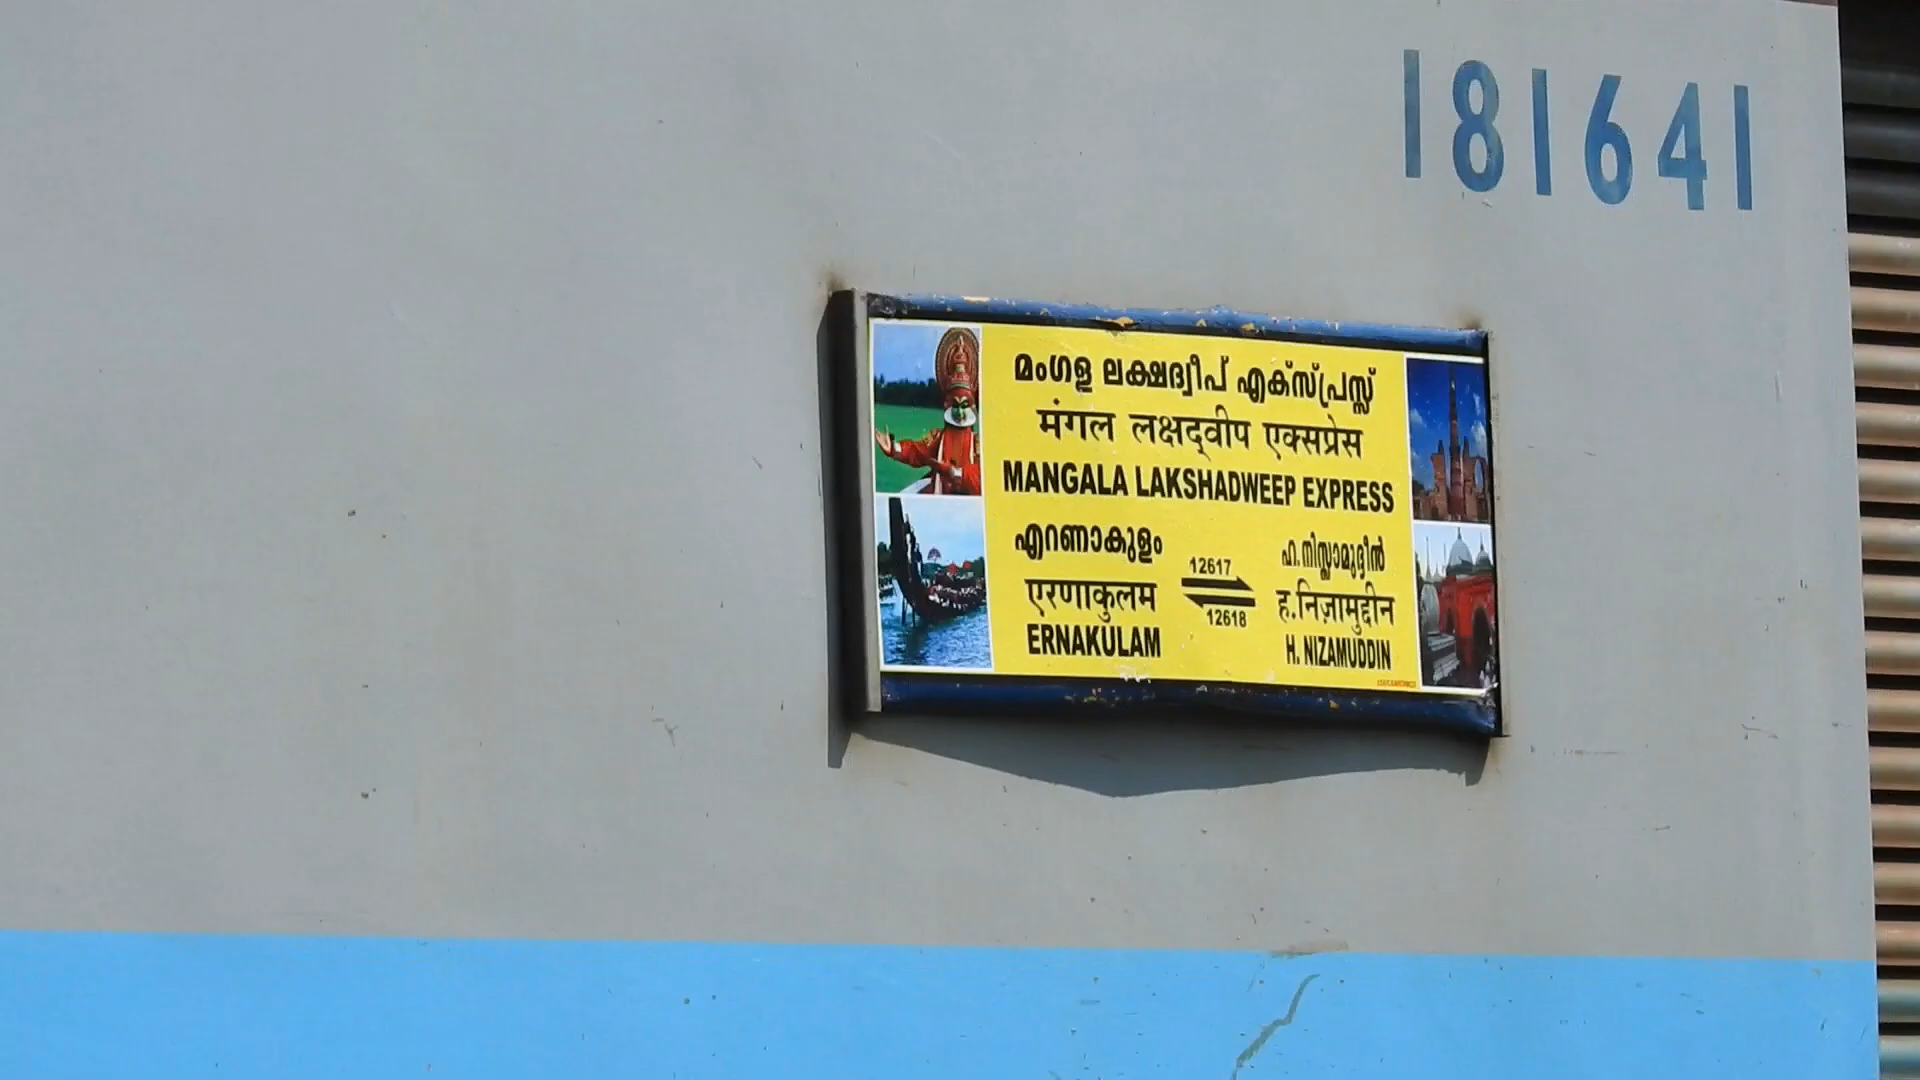 181641
മംഗള ലക്ഷദ്വീപ് എക്സ്പ്രസ്സ്
मंगल लक्षद्वीप एक्सप्रेस
MANGALA LAKSHADWEEP EXPRESS
എറണാകുളം
एरणाकुलम
ERNAKULAM
12617
12618
ഹ.നിസ്സാമുദ്ദീൻ
ह.निज़ामुद्दीन
H. NIZAMUDDIN